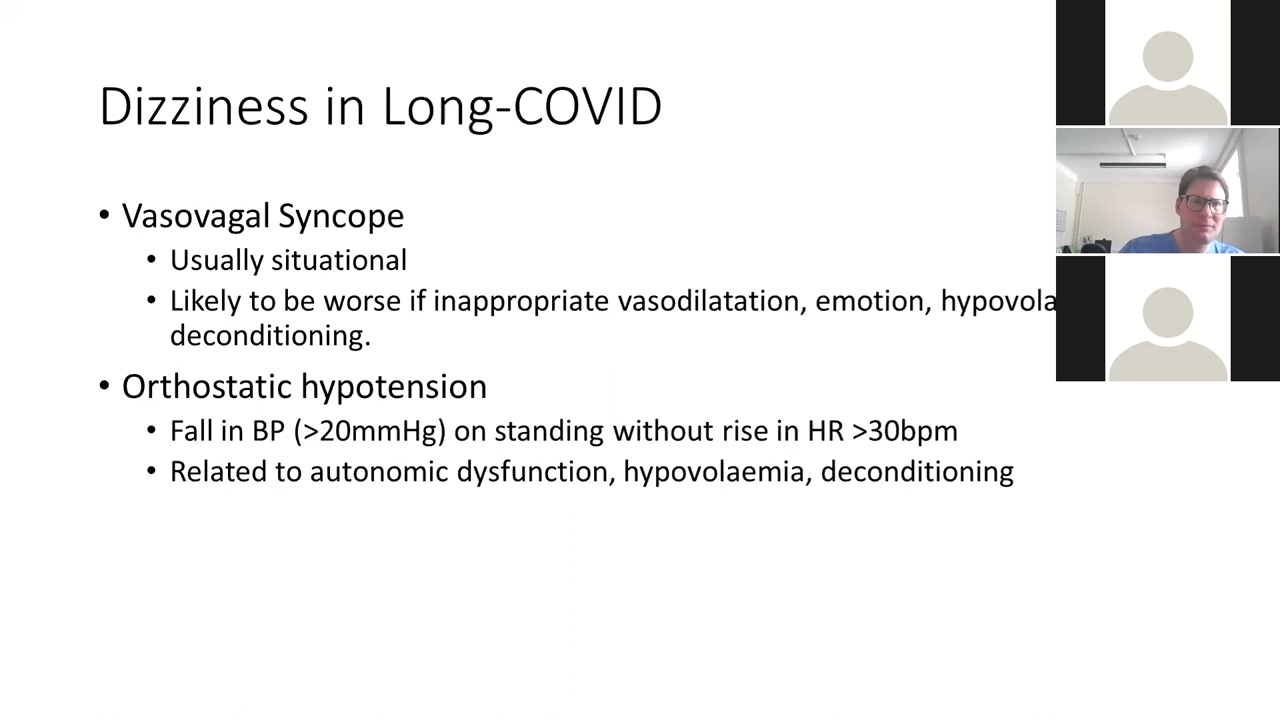 Dizziness in Long-COVID
• Vasovagal Syncope
• Usually situational
• Likely to be worse if inappropriate vasodilatation, emotion, hypovola
deconditioning.
• Orthostatic hypotension
• Fall in BP (>20mmHg) on standing without rise in HR >30bpm
• Related to autonomic dysfunction, hypovolaemia, deconditioning